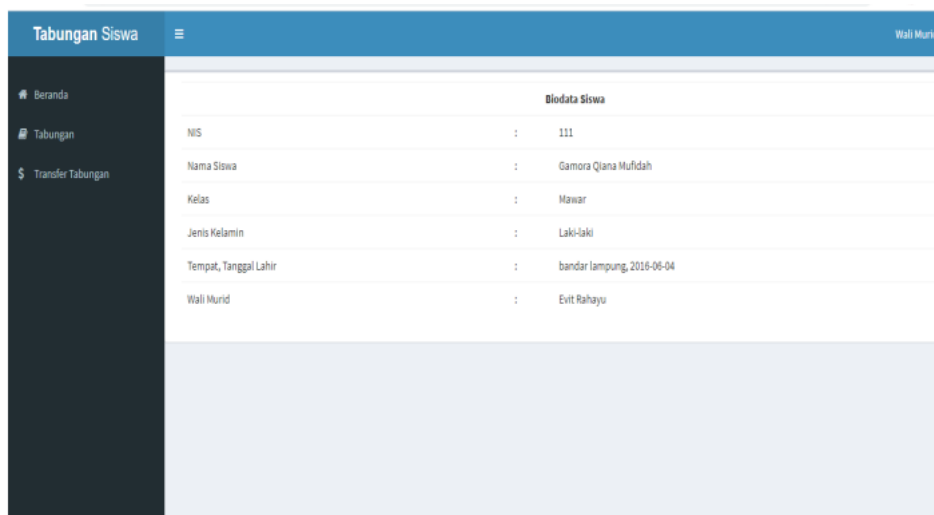 Tabungan Siswa
Wali Muri
Beranda
Tabungan
$ Transfer Tabungan
Biodata Siswa
NIS : 111
Nama Siswa : Gamora Qiana Mufidah
Kelas : Mawar
Jenis Kelamin : Laki-laki
Tempat, Tanggal Lahir : bandar lampung, 2016-06-04
Wali Murid : Evit Rahayu